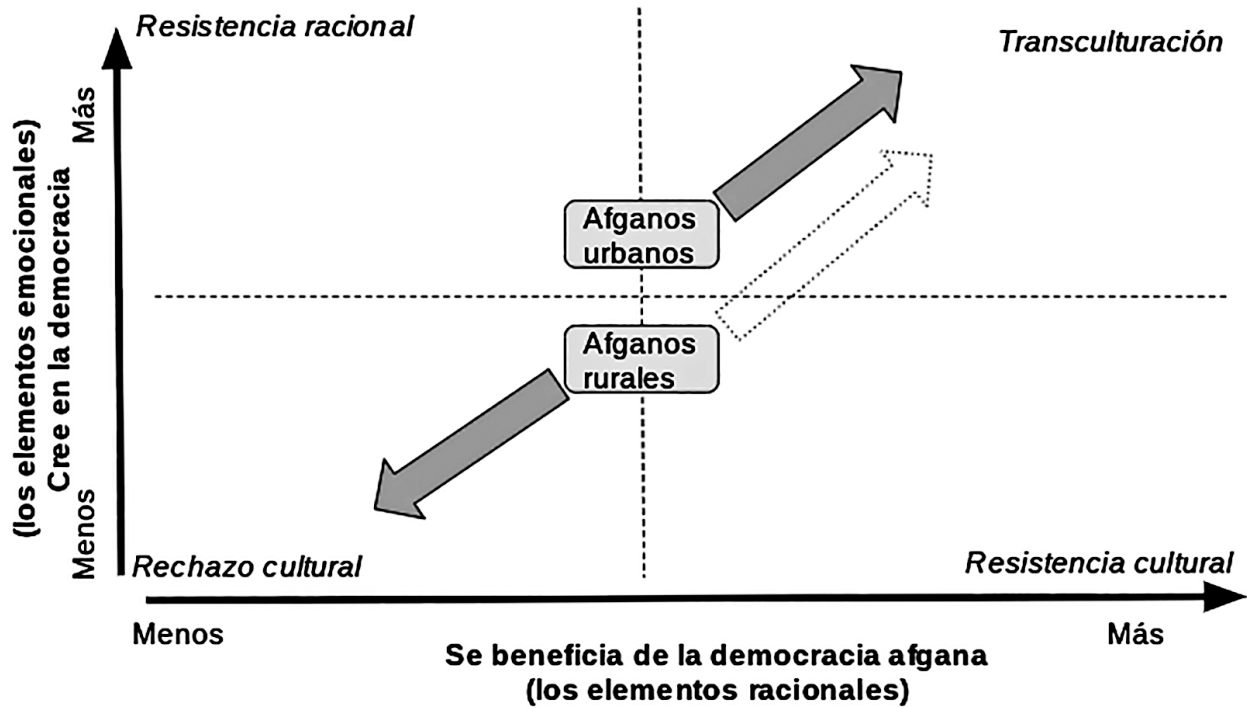 Resistencia racional
Transculturación
Más
(los elementos emocionales)
Cree en la democracia
Menos
Afganos
urbanos
Afganos
rurales
Rechazo cultural
Resistencia cultural
Menos
Más
Se beneficia de la democracia afgana
(los elementos racionales)